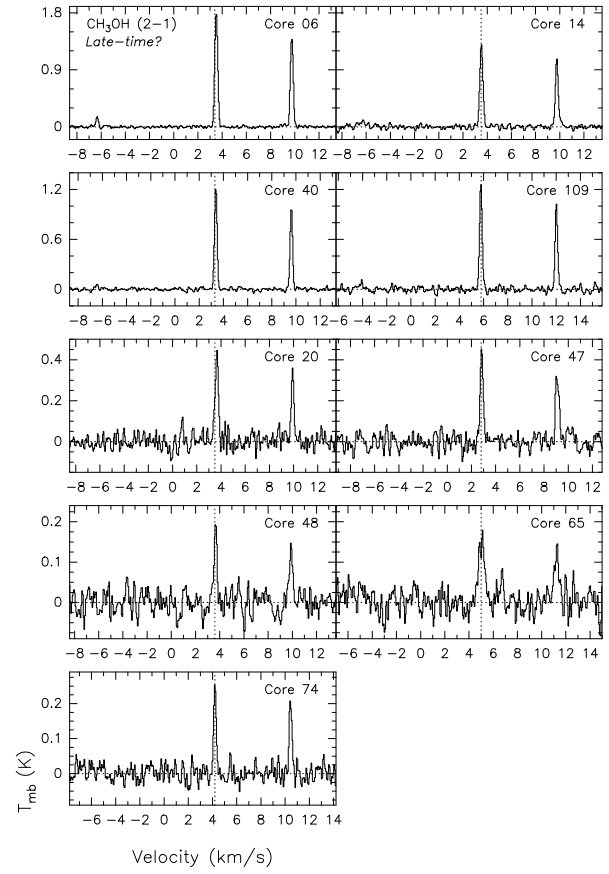 CH₃OH (2−1) Core 06
Late−time?
1.8
0.9
0
−8 −6 −4 −2 0 2 4 6 8 10 12
Core 14
−8 −6 −4 −2 0 2 4 6 8 10 12
Core 40
1.2
0.6
0
−8 −6 −4 −2 0 2 4 6 8 10 12
Core 109
−6 −4 −2 0 2 4 6 8 10 12 14
Core 20
0.4
0.2
0
−8 −6 −4 −2 0 2 4 6 8 10 12
Core 47
−8 −6 −4 −2 0 2 4 6 8 10 12
Core 48
0.2
0.1
0
−8 −6 −4 −2 0 2 4 6 8 10 12
Core 65
−6 −4 −2 0 2 4 6 8 10 12 14
Core 74
0.2
0.1
0
−6 −4 −2 0 2 4 6 8 10 12 14
T_mb (K)
Velocity (km/s)